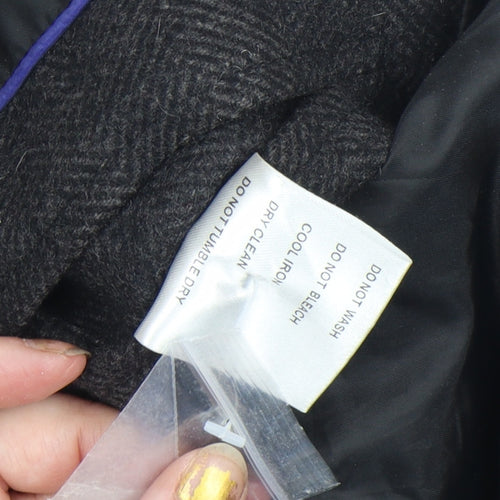 DO NOT WASH
DO NOT BLEACH
COOL IRON
DRY CLEAN
DO NOT TUMBLE DRY